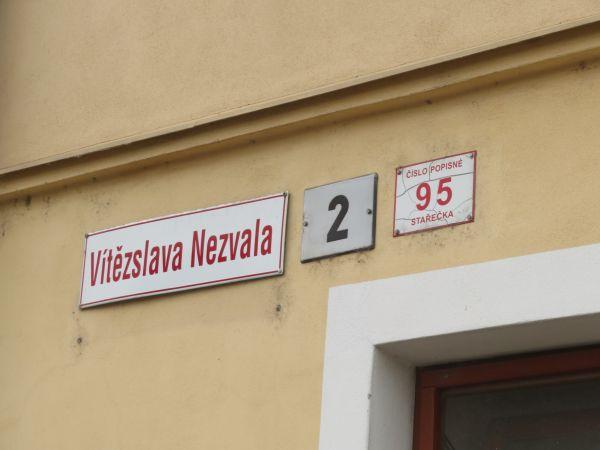 Vítězslava Nezvala
2
ČÍSLO POPISNÉ
95
STAŘEČKA